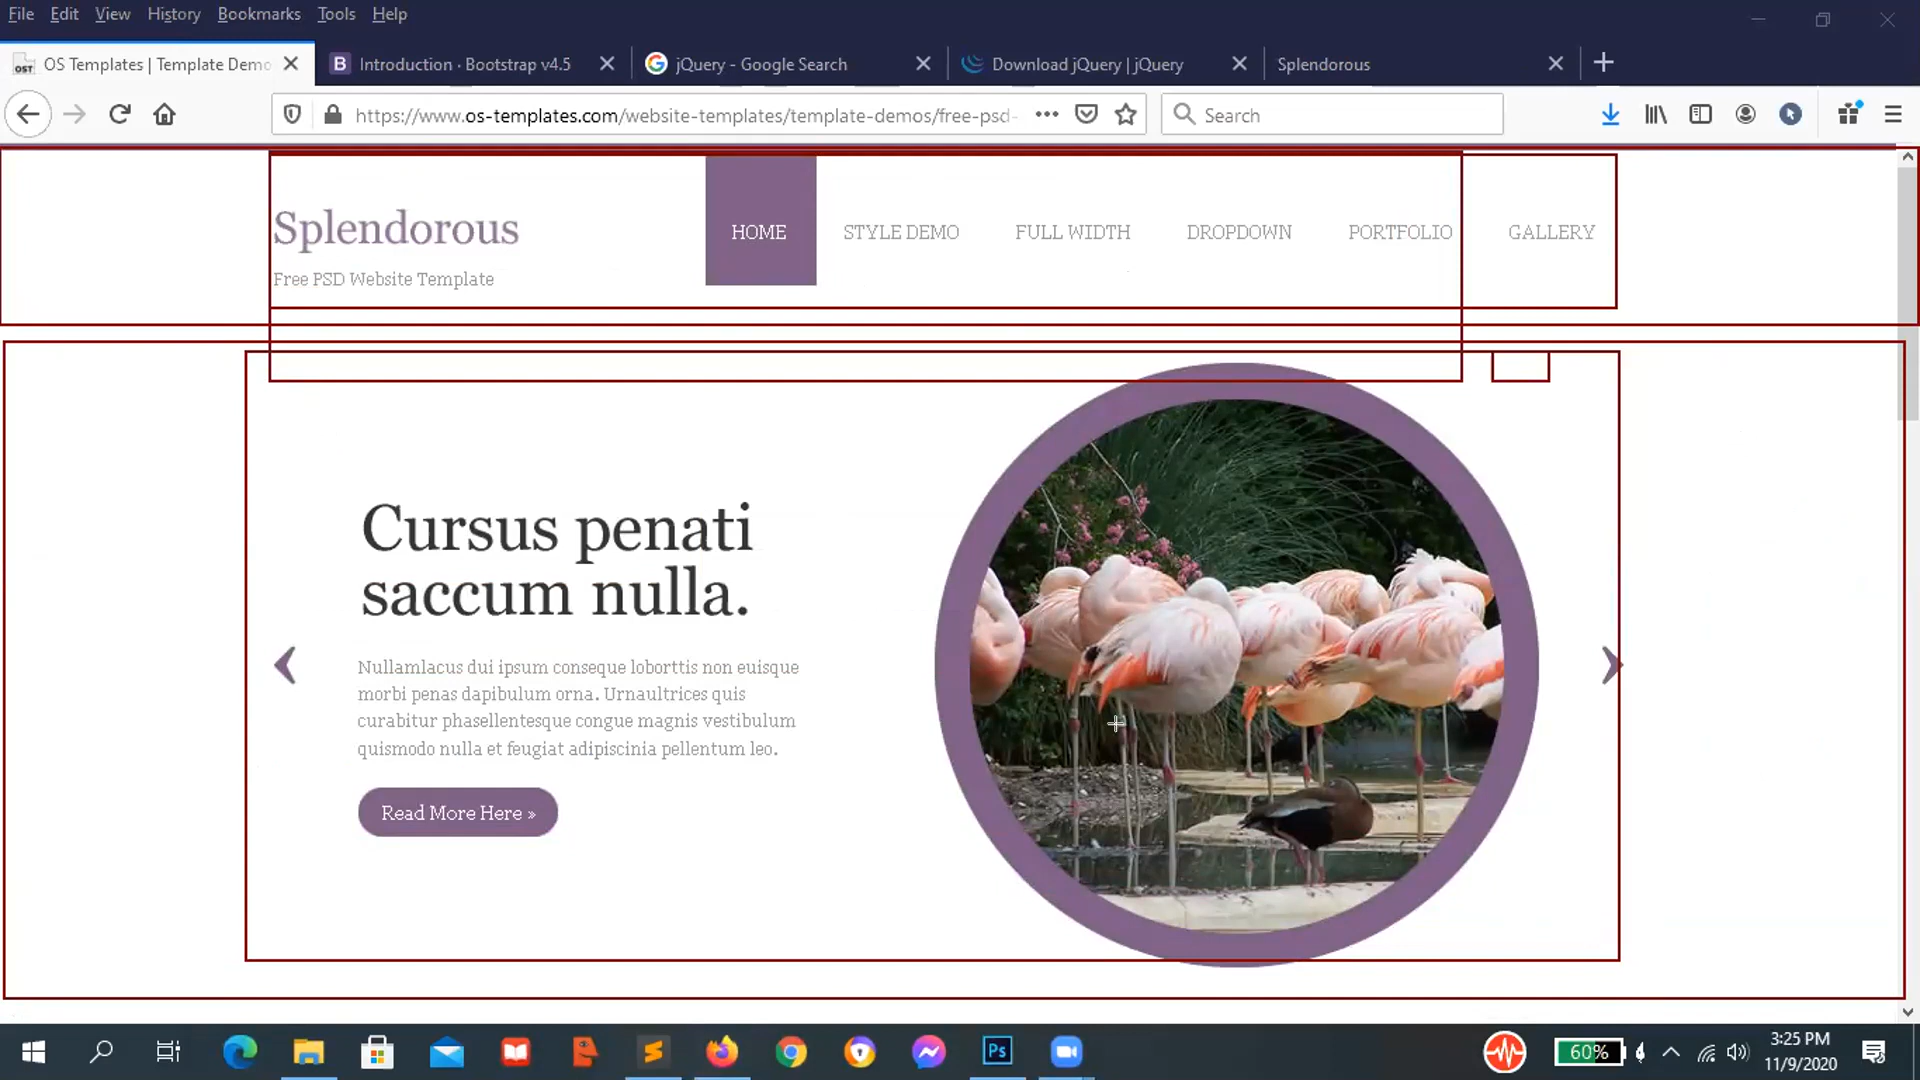 File Edit View History Bookmarks Tools Help
OST OS Templates | Template Demo
B Introduction · Bootstrap v4.5
jQuery - Google Search
Download jQuery | jQuery
Splendorous
https://www.os-templates.com/website-templates/template-demos/free-psd-
Search
Splendorous
Free PSD Website Template
HOME STYLE DEMO FULL WIDTH DROPDOWN PORTFOLIO GALLERY
Cursus penati
saccum nulla.
Nullamlacus dui ipsum conseque loborttis non euisque
morbi penas dapibulum orna. Urnaultrices quis
curabitur phasellentesque congue magnis vestibulum
quismodo nulla et feugiat adipiscinia pellentum leo.
Read More Here »
Ps
60%
3:25 PM
11/9/2020